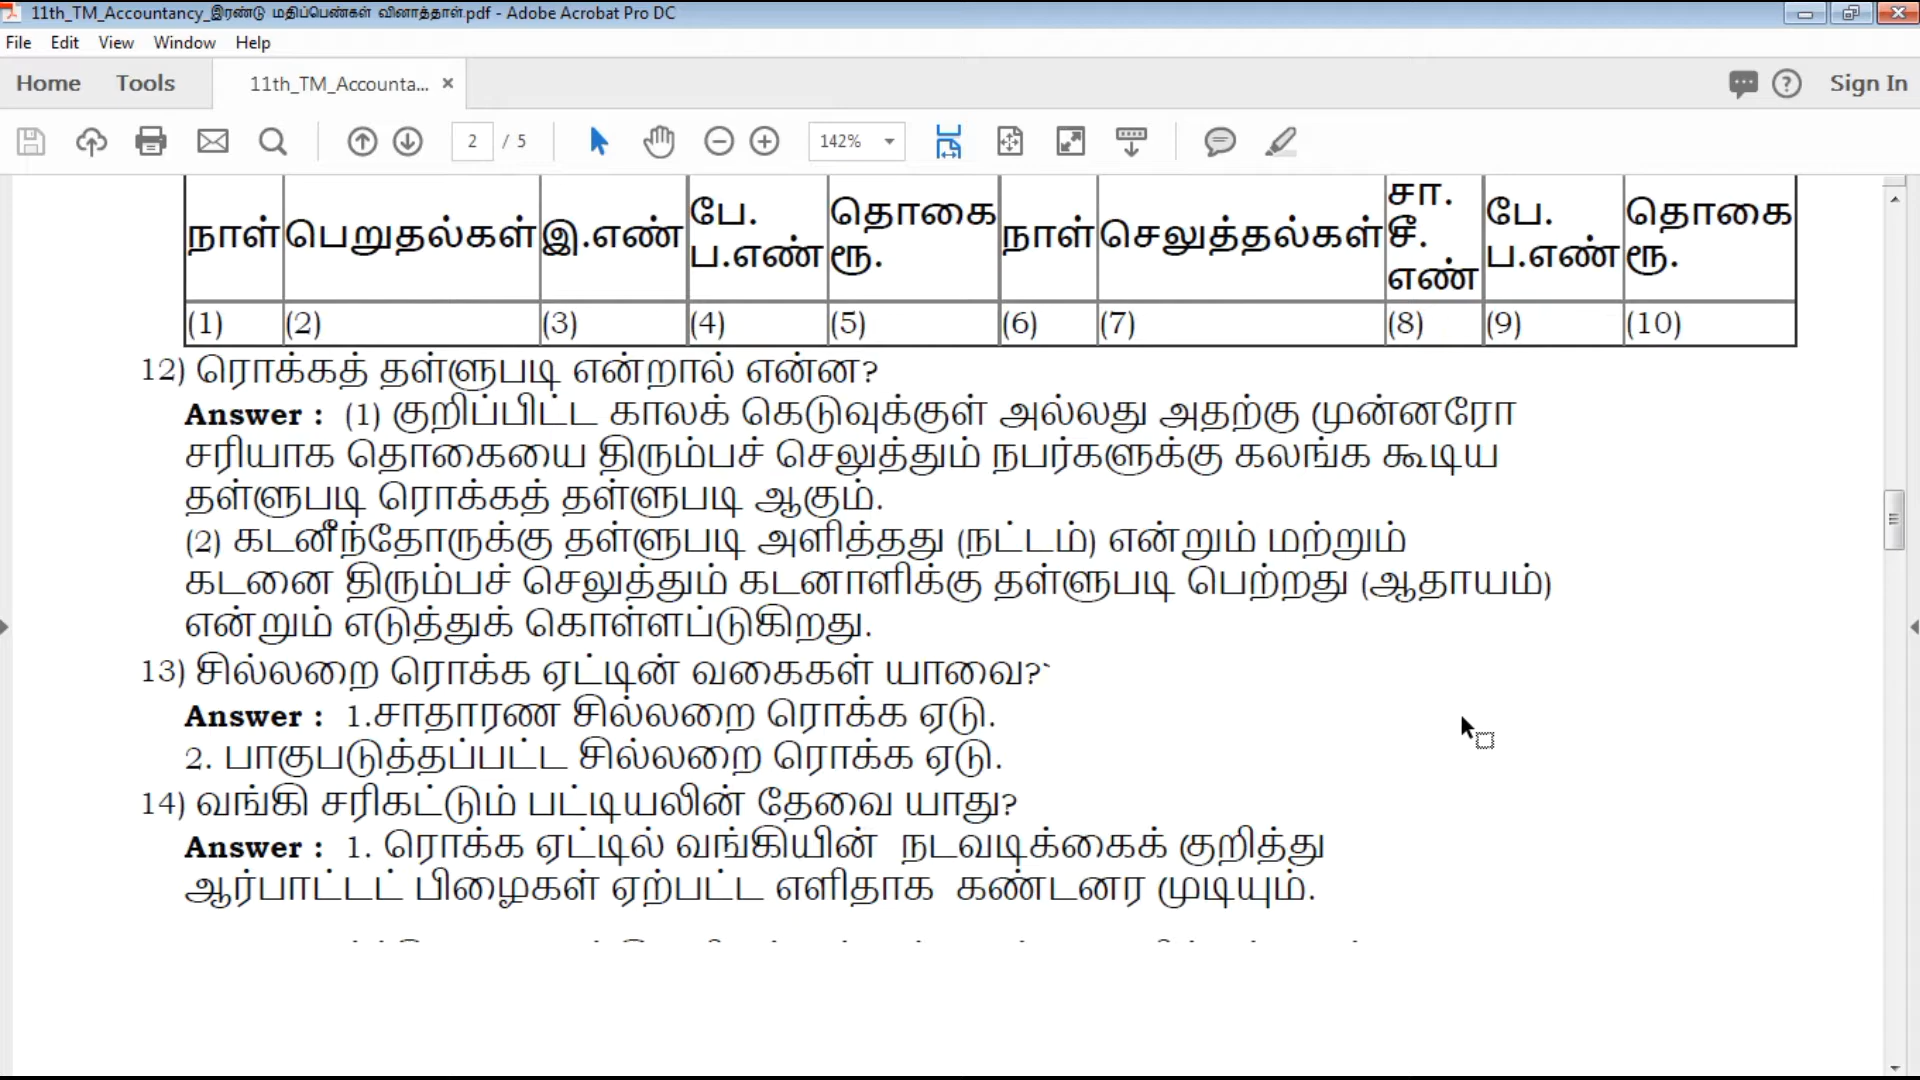 11th_TM_Accountancy_இரண்டு மதிப்பெண்கள் வினாத்தாள்.pdf - Adobe Acrobat Pro DC
File Edit View Window Help
Home Tools 11th_TM_Accounta... × Sign In
2 / 5 142%
நாள் பெறுதல்கள் இ.எண் பே. ப.எண் தொகை ரூ. நாள் செலுத்தல்கள் சா. சீ. எண் பே. ப.எண் தொகை ரூ.
(1) (2) (3) (4) (5) (6) (7) (8) (9) (10)
12) ரொக்கத் தள்ளுபடி என்றால் என்ன?
Answer : (1) குறிப்பிட்ட காலக் கெடுவுக்குள் அல்லது அதற்கு முன்னரோ
சரியாக தொகையை திரும்பச் செலுத்தும் நபர்களுக்கு கலங்க கூடிய
தள்ளுபடி ரொக்கத் தள்ளுபடி ஆகும்.
(2) கடனீந்தோருக்கு தள்ளுபடி அளித்தது (நட்டம்) என்றும் மற்றும்
கடனை திரும்பச் செலுத்தும் கடனாளிக்கு தள்ளுபடி பெற்றது (ஆதாயம்)
என்றும் எடுத்துக் கொள்ளப்டுகிறது.
13) சில்லறை ரொக்க ஏட்டின் வகைகள் யாவை?`
Answer : 1.சாதாரண சில்லறை ரொக்க ஏடு.
2. பாகுபடுத்தப்பட்ட சில்லறை ரொக்க ஏடு.
14) வங்கி சரிகட்டும் பட்டியலின் தேவை யாது?
Answer : 1. ரொக்க ஏட்டில் வங்கியின் நடவடிக்கைக் குறித்து
ஆர்பாட்டட் பிழைகள் ஏற்பட்ட எளிதாக கண்டனர முடியும்.